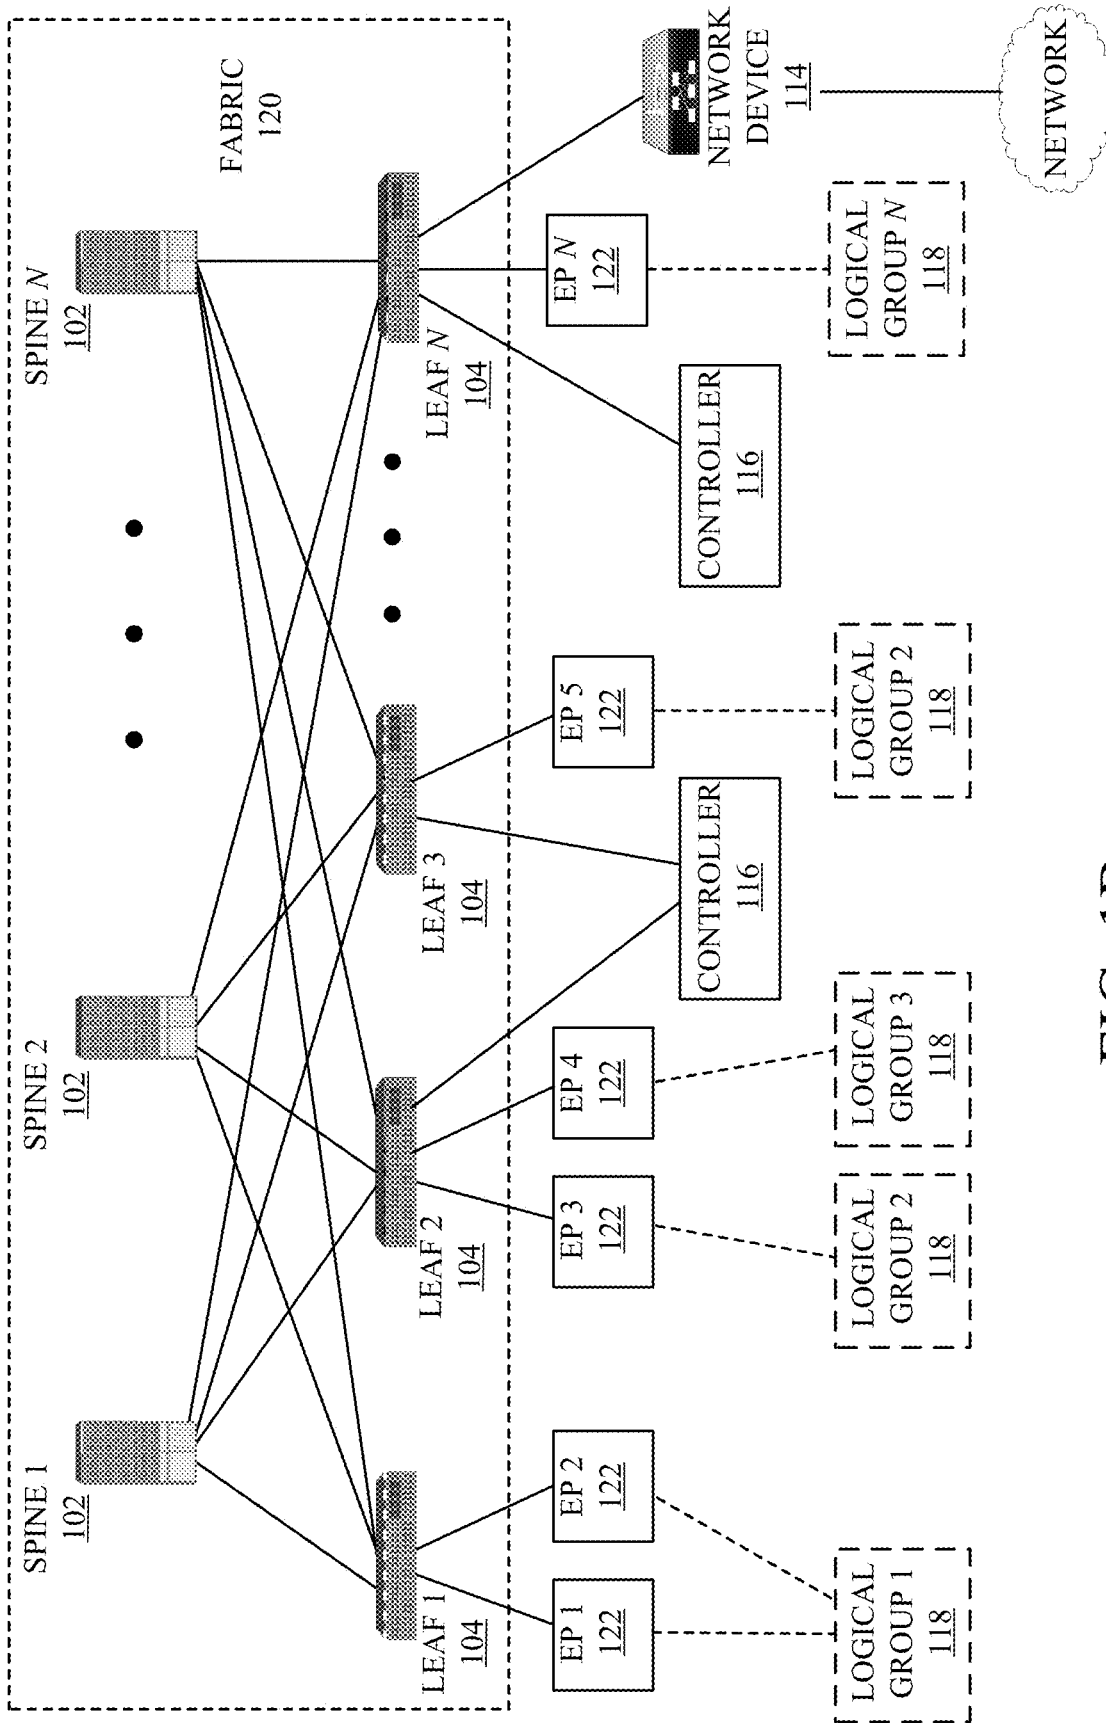 SPINE 1
102
SPINE 2
102
SPINE N
102
FABRIC
120
LEAF 1
104
LEAF 2
104
LEAF 3
104
LEAF N
104
EP 1
122
EP 2
122
EP 3
122
EP 4
122
EP 5
122
EP N
122
CONTROLLER
116
CONTROLLER
116
NETWORK
DEVICE
114
LOGICAL
GROUP 1
118
LOGICAL
GROUP 2
118
LOGICAL
GROUP 3
118
LOGICAL
GROUP 2
118
LOGICAL
GROUP N
118
NETWORK